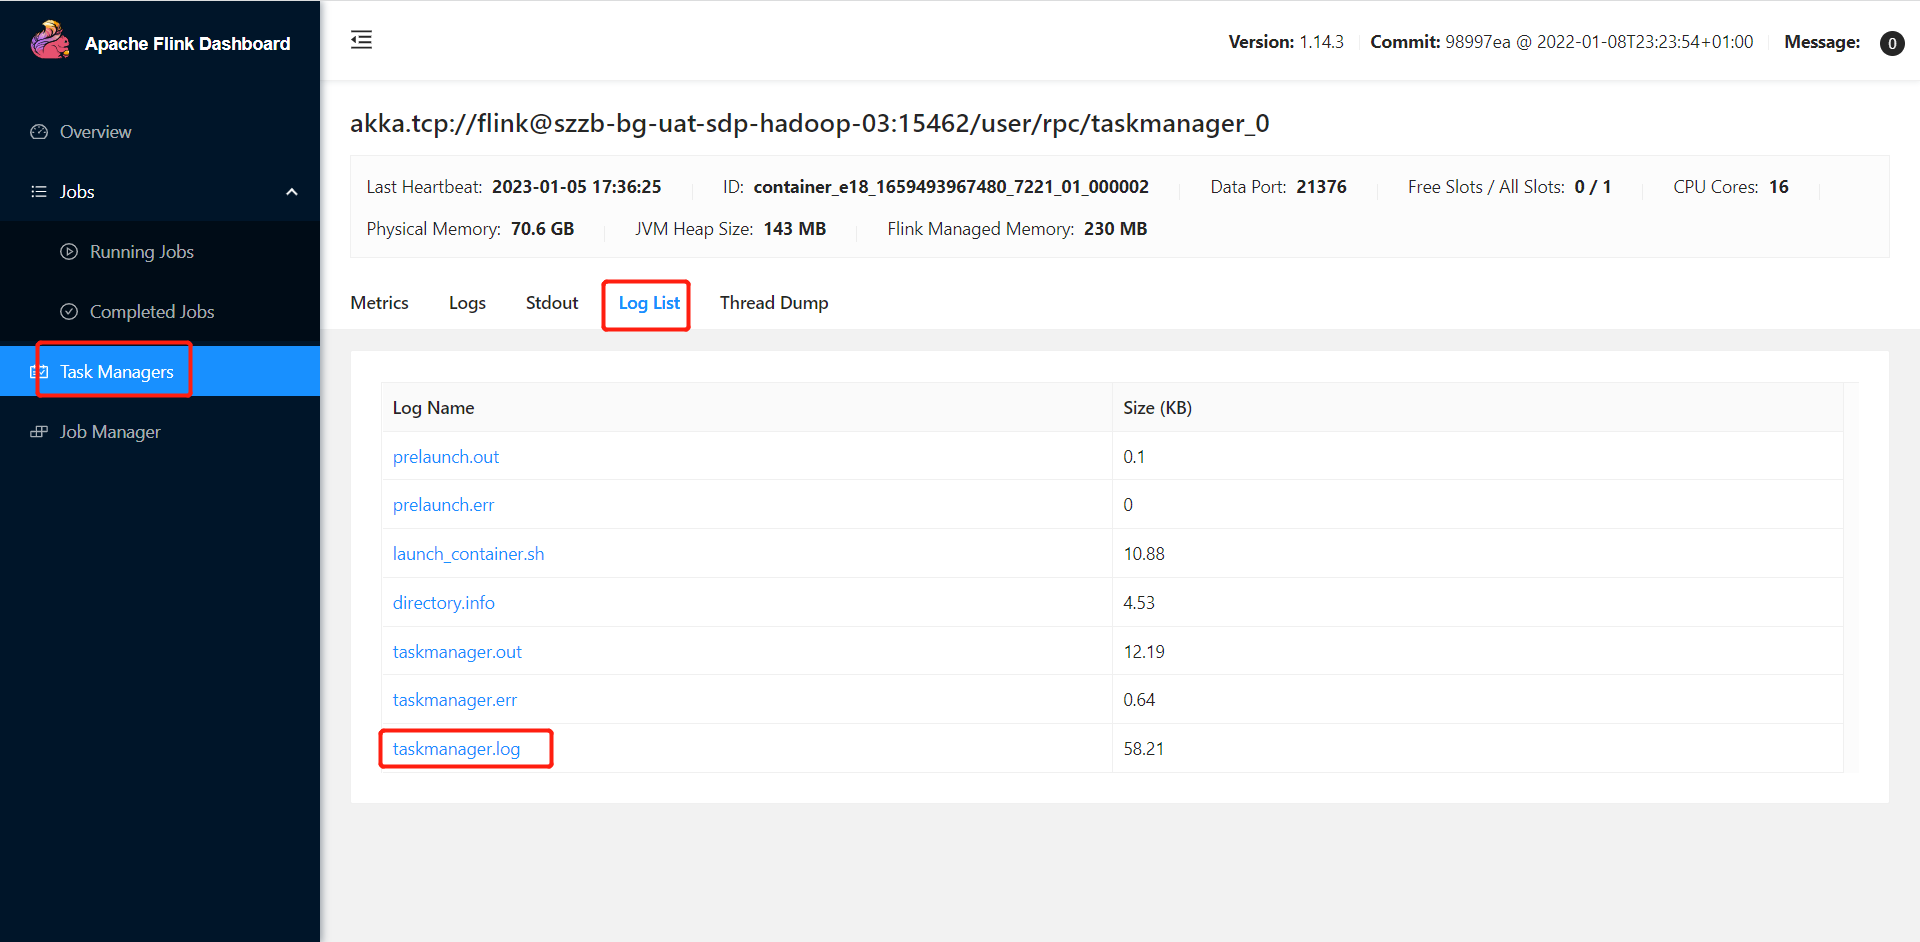 Apache Flink Dashboard
Version: 1.14.3 Commit: 98997ea @ 2022-01-08T23:23:54+01:00 Message: 0
Overview
Jobs
Running Jobs
Completed Jobs
Task Managers
Job Manager
akka.tcp://flink@szzb-bg-uat-sdp-hadoop-03:15462/user/rpc/taskmanager_0
Last Heartbeat: 2023-01-05 17:36:25 ID: container_e18_1659493967480_7221_01_000002 Data Port: 21376 Free Slots / All Slots: 0 / 1 CPU Cores: 16
Physical Memory: 70.6 GB JVM Heap Size: 143 MB Flink Managed Memory: 230 MB
Metrics Logs Stdout Log List Thread Dump
Log Name Size (KB)
prelaunch.out 0.1
prelaunch.err 0
launch_container.sh 10.88
directory.info 4.53
taskmanager.out 12.19
taskmanager.err 0.64
taskmanager.log 58.21